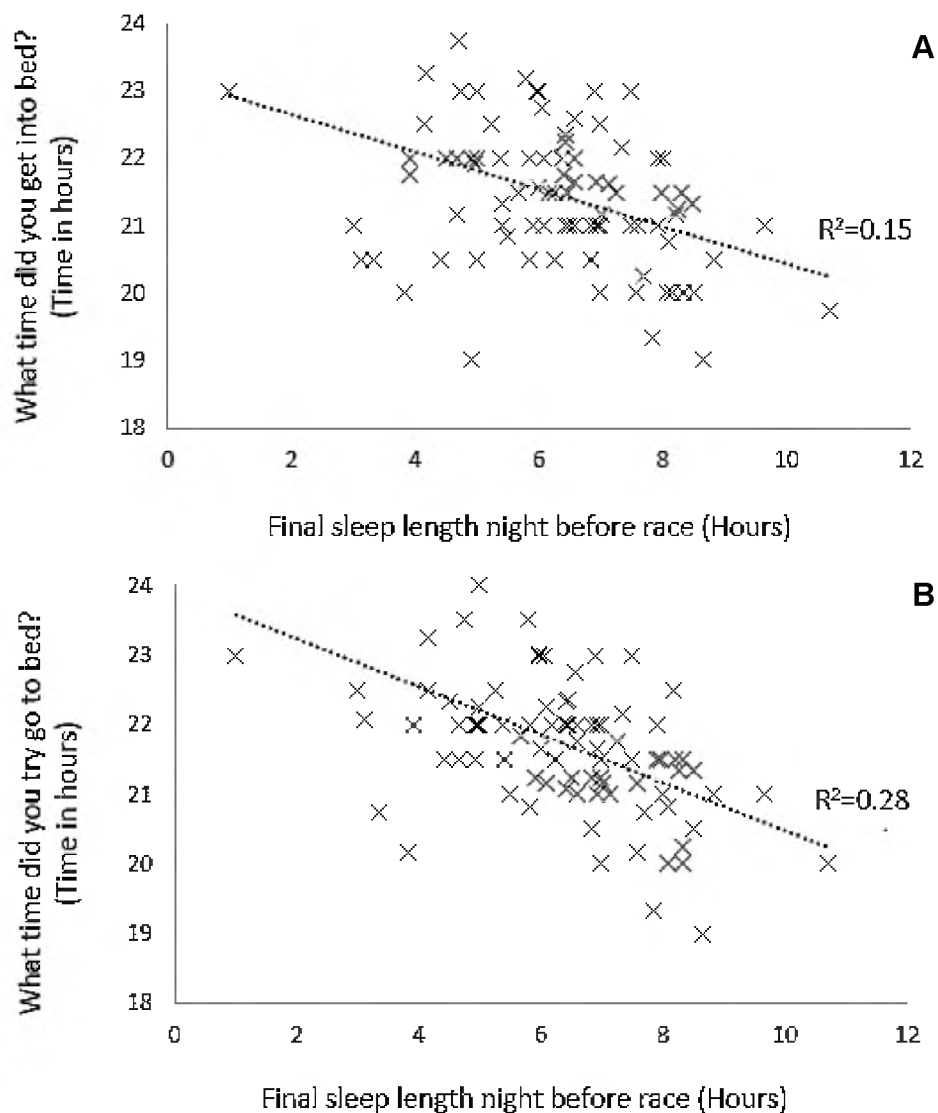 A
What time did you get into bed?
(Time in hours)
24
23
22
21
20
19
18
R²=0.15
0 2 4 6 8 10 12
Final sleep length night before race (Hours)
B
What time did you try go to bed?
(Time in hours)
24
23
22
21
20
19
18
R²=0.28
0 2 4 6 8 10 12
Final sleep length night before race (Hours)